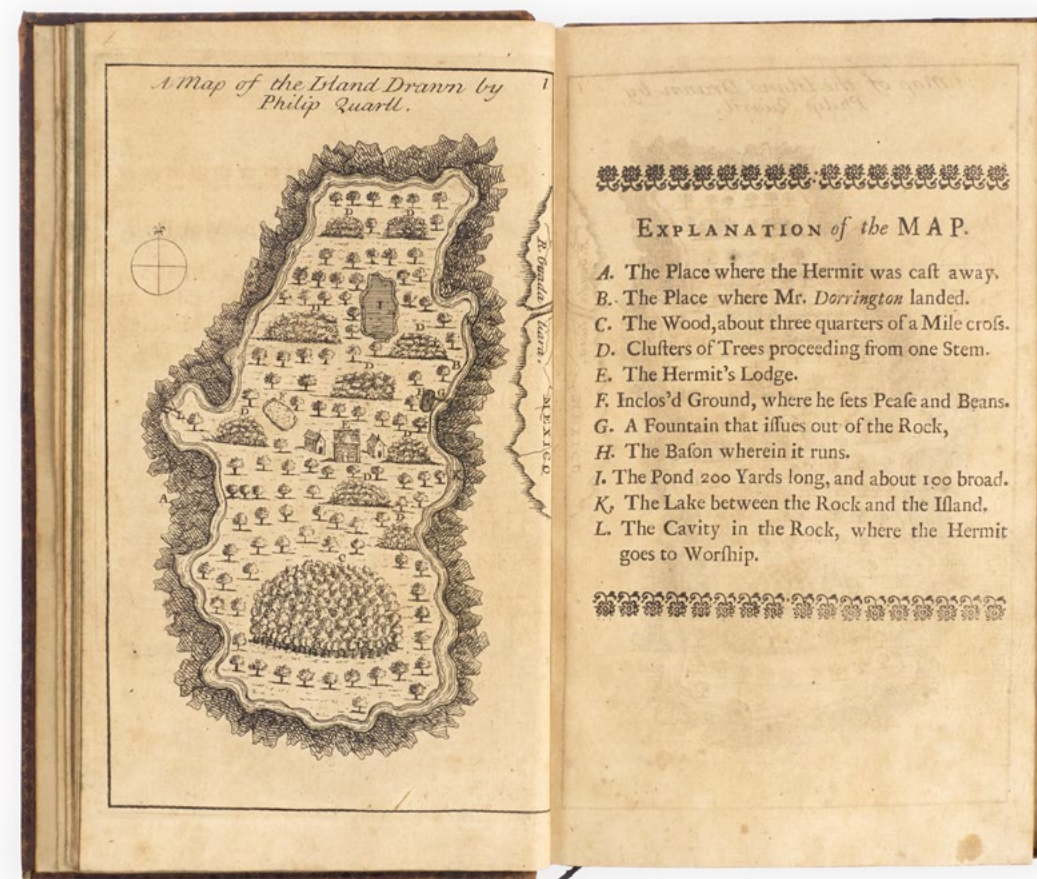 A Map of the Island Drawn by
Philip Quarll.
I
D
D
I
D
D
D
B
F
G
L
D
E
D
K
D
A
D
C
MEXICO
EXPLANATION of the MAP.
A. The Place where the Hermit was caſt away.
B. The Place where Mr. Dorrington landed.
C. The Wood, about three quarters of a Mile croſs.
D. Cluſters of Trees proceeding from one Stem.
E. The Hermit's Lodge.
F. Inclos'd Ground, where he ſets Peaſe and Beans.
G. A Fountain that iſſues out of the Rock,
H. The Baſon wherein it runs.
I. The Pond 200 Yards long, and about 100 broad.
K, The Lake between the Rock and the Iſland.
L. The Cavity in the Rock, where the Hermit
goes to Worſhip.